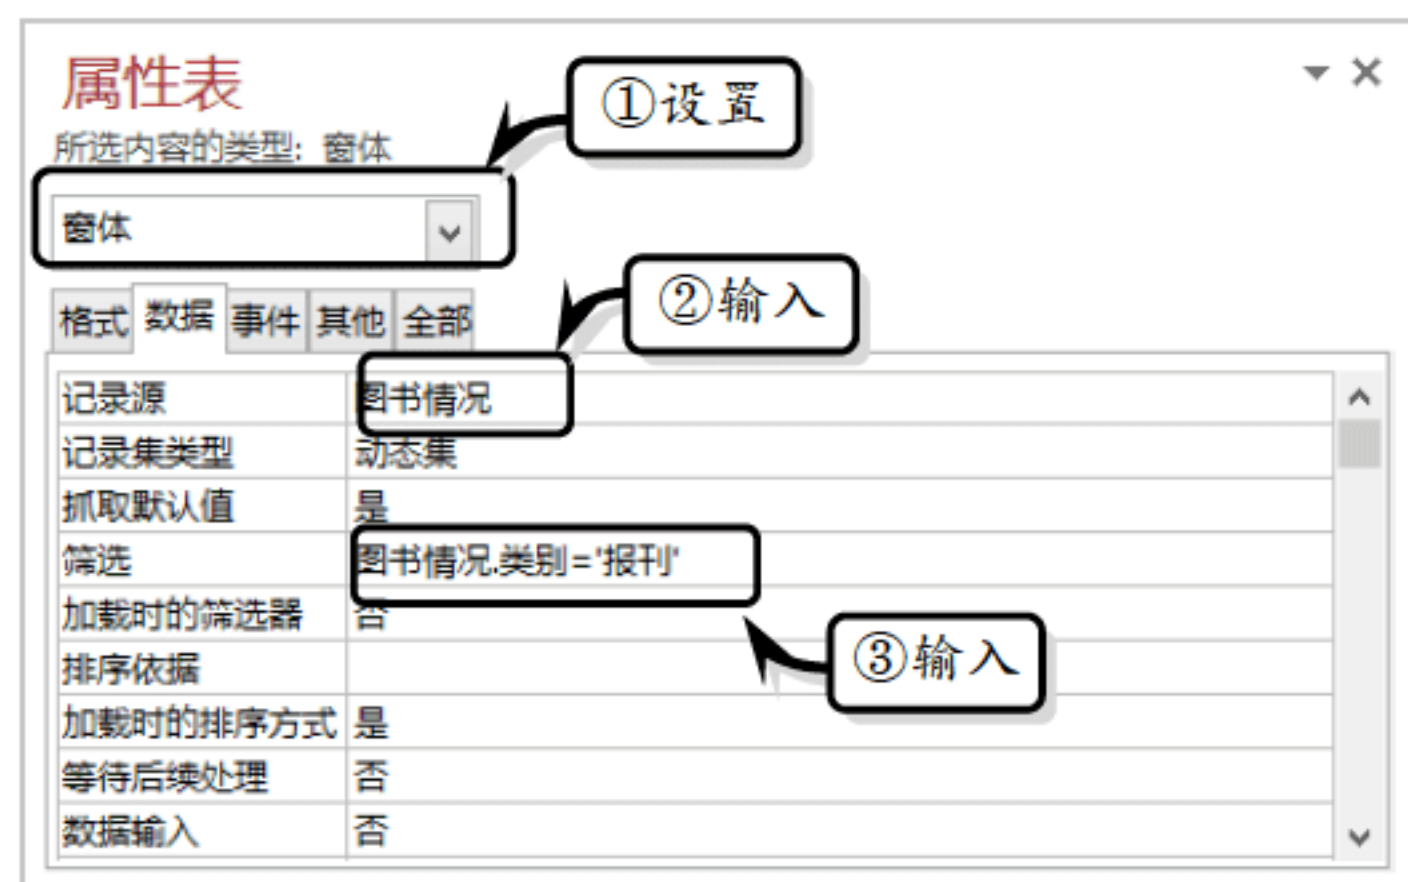 属性表
①设置
所选内容的类型: 窗体
窗体
②输入
格式 数据 事件 其他 全部
记录源 图书情况
记录集类型 动态集
抓取默认值 是
筛选 图书情况.类别='报刊'
加载时的筛选器 否
③输入
排序依据
加载时的排序方式 是
等待后续处理 否
数据输入 否